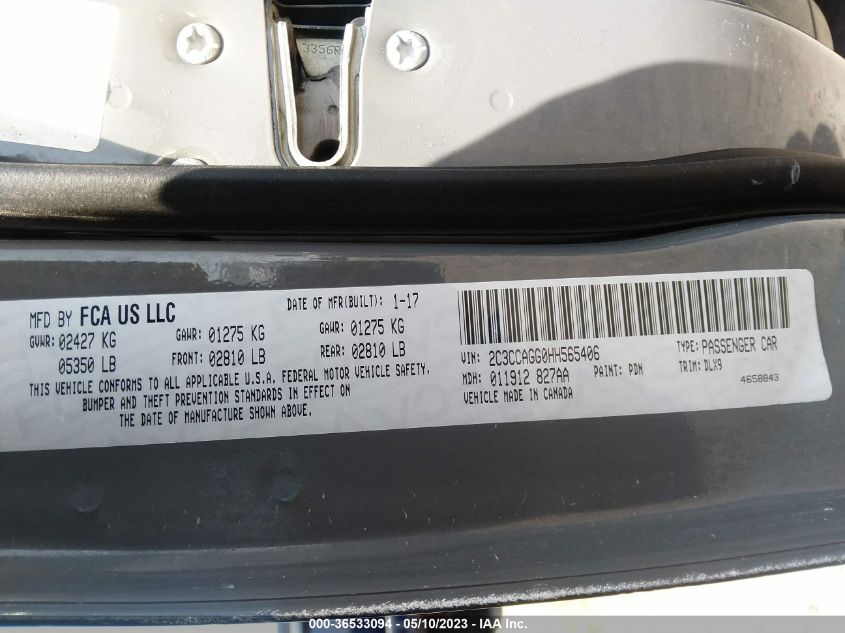 3356R
MFD BY FCA US LLC
DATE OF MFR(BUILT): 1-17
GVWR: 02427 KG
GAWR: 01275 KG
GAWR: 01275 KG
05350 LB
FRONT: 02810 LB
REAR: 02810 LB
THIS VEHICLE CONFORMS TO ALL APPLICABLE U.S.A. FEDERAL MOTOR VEHICLE SAFETY,
BUMPER AND THEFT PREVENTION STANDARDS IN EFFECT ON
THE DATE OF MANUFACTURE SHOWN ABOVE.
VIN: 2C3CCAGG0HH565406
TYPE: PASSENGER CAR
MDH: 011912 827AA
PAINT: PDN
TRIM: DLX9
VEHICLE MADE IN CANADA
4658843
000-36533094 - 05/10/2023 - IAA Inc.